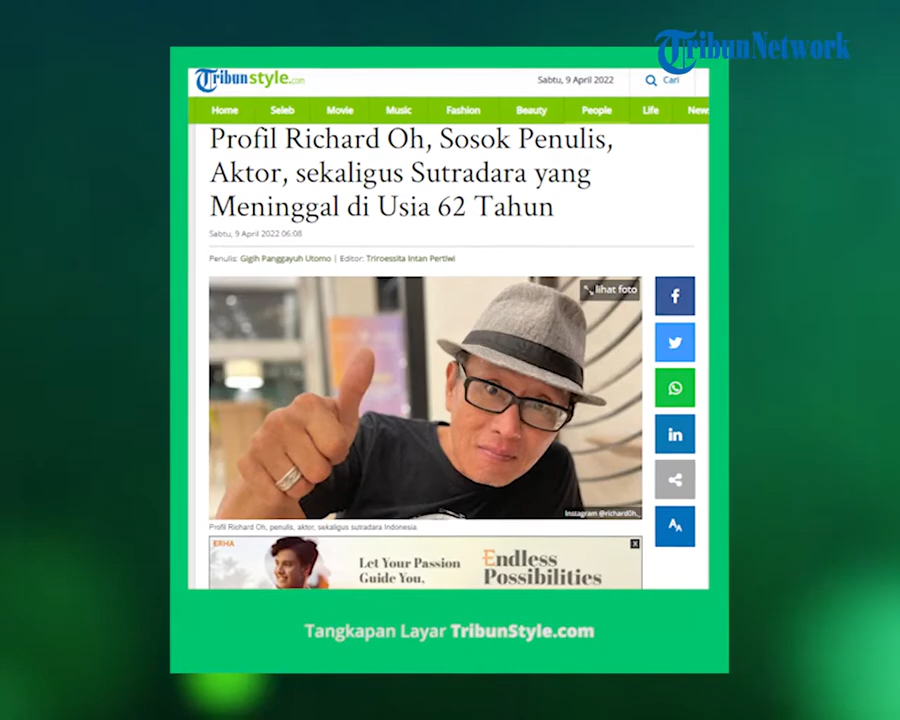 TribunNetwork
Tribunstyle.com
Sabtu, 9 April 2022
Cari
Home Seleb Movie Music Fashion Beauty People Life News
Profil Richard Oh, Sosok Penulis,
Aktor, sekaligus Sutradara yang
Meninggal di Usia 62 Tahun
Sabtu, 9 April 2022 06:08
Penulis: Gigih Panggayuh Utomo | Editor: Triroessita Intan Pertiwi
lihat foto
Instagram @richard0h_
Profil Richard Oh, penulis, aktor, sekaligus sutradara Indonesia.
ERHA
Let Your Passion
Guide You,
Endless
Possibilities
Tangkapan Layar TribunStyle.com